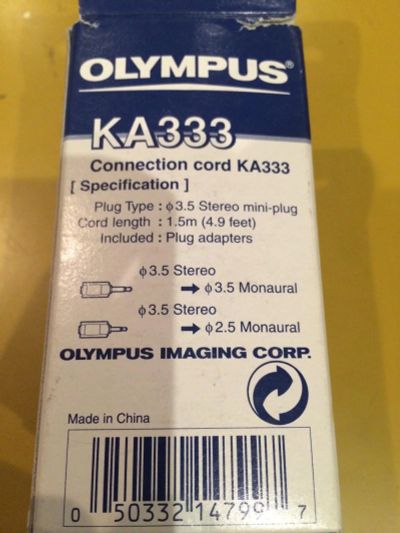 OLYMPUS®
KA333
Connection cord KA333
[ Specification ]
Plug Type : ϕ3.5 Stereo mini-plug
Cord length : 1.5m (4.9 feet)
Included : Plug adapters
ϕ3.5 Stereo
➞ ϕ3.5 Monaural
ϕ3.5 Stereo
➞ ϕ2.5 Monaural
OLYMPUS IMAGING CORP.
Made in China
0 50332 14799 7